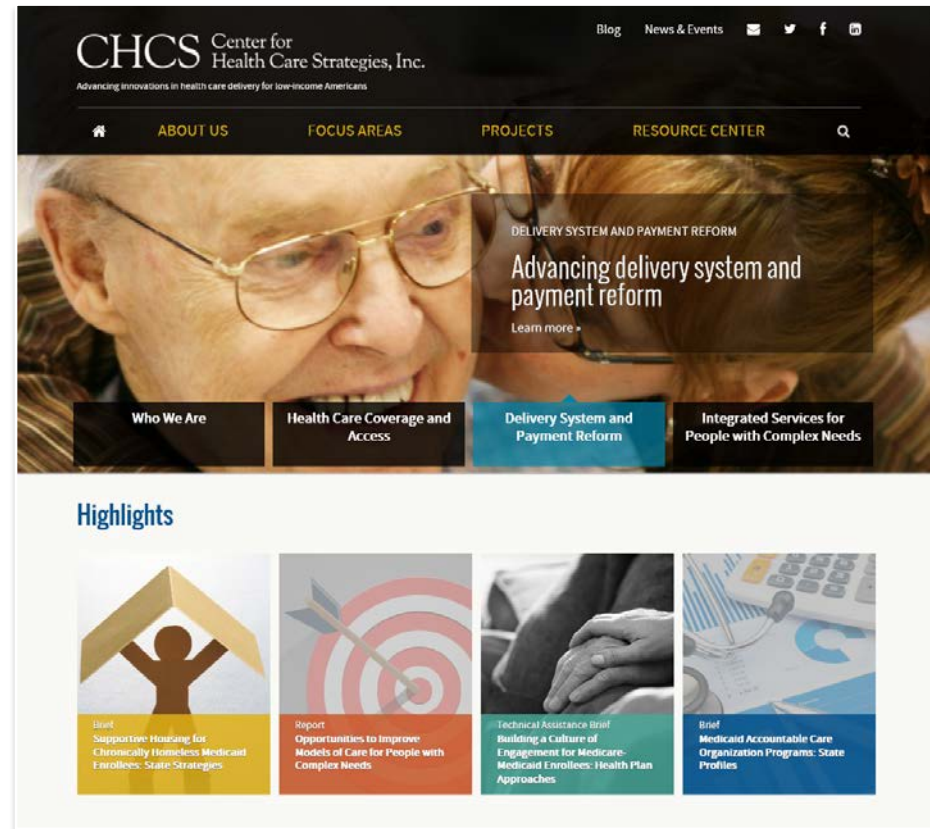 Blog News & Events
CHCS Center for
Health Care Strategies, Inc.
Advancing innovations in health care delivery for low-income Americans
ABOUT US FOCUS AREAS PROJECTS RESOURCE CENTER
DELIVERY SYSTEM AND PAYMENT REFORM
Advancing delivery system and
payment reform
Learn more »
Who We Are
Health Care Coverage and
Access
Delivery System and
Payment Reform
Integrated Services for
People with Complex Needs
Highlights
Brief
Supportive Housing for
Chronically Homeless Medicaid
Enrollees: State Strategies
Report
Opportunities to Improve
Models of Care for People with
Complex Needs
Technical Assistance Brief
Building a Culture of
Engagement for Medicare-
Medicaid Enrollees: Health Plan
Approaches
Brief
Medicaid Accountable Care
Organization Programs: State
Profiles